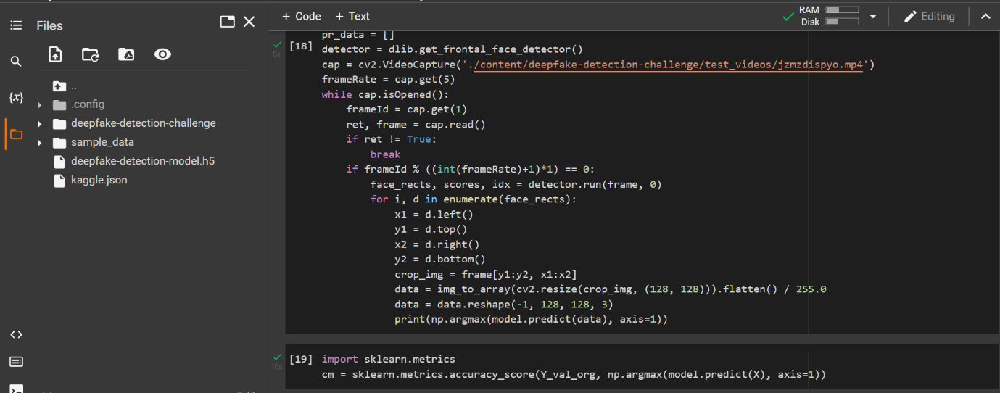 Files
..
.config
deepfake-detection-challenge
sample_data
deepfake-detection-model.h5
kaggle.json
{x}
<>
+ Code + Text
RAM
Disk
Editing
0s
[18]
pr_data = []
detector = dlib.get_frontal_face_detector()
cap = cv2.VideoCapture('./content/deepfake-detection-challenge/test_videos/jzmzdispyo.mp4')
frameRate = cap.get(5)
while cap.isOpened():
    frameId = cap.get(1)
    ret, frame = cap.read()
    if ret != True:
        break
    if frameId % ((int(frameRate)+1)*1) == 0:
        face_rects, scores, idx = detector.run(frame, 0)
        for i, d in enumerate(face_rects):
            x1 = d.left()
            y1 = d.top()
            x2 = d.right()
            y2 = d.bottom()
            crop_img = frame[y1:y2, x1:x2]
            data = img_to_array(cv2.resize(crop_img, (128, 128))).flatten() / 255.0
            data = data.reshape(-1, 128, 128, 3)
            print(np.argmax(model.predict(data), axis=1))
10s
[19]
import sklearn.metrics
cm = sklearn.metrics.accuracy_score(Y_val_org, np.argmax(model.predict(X), axis=1))